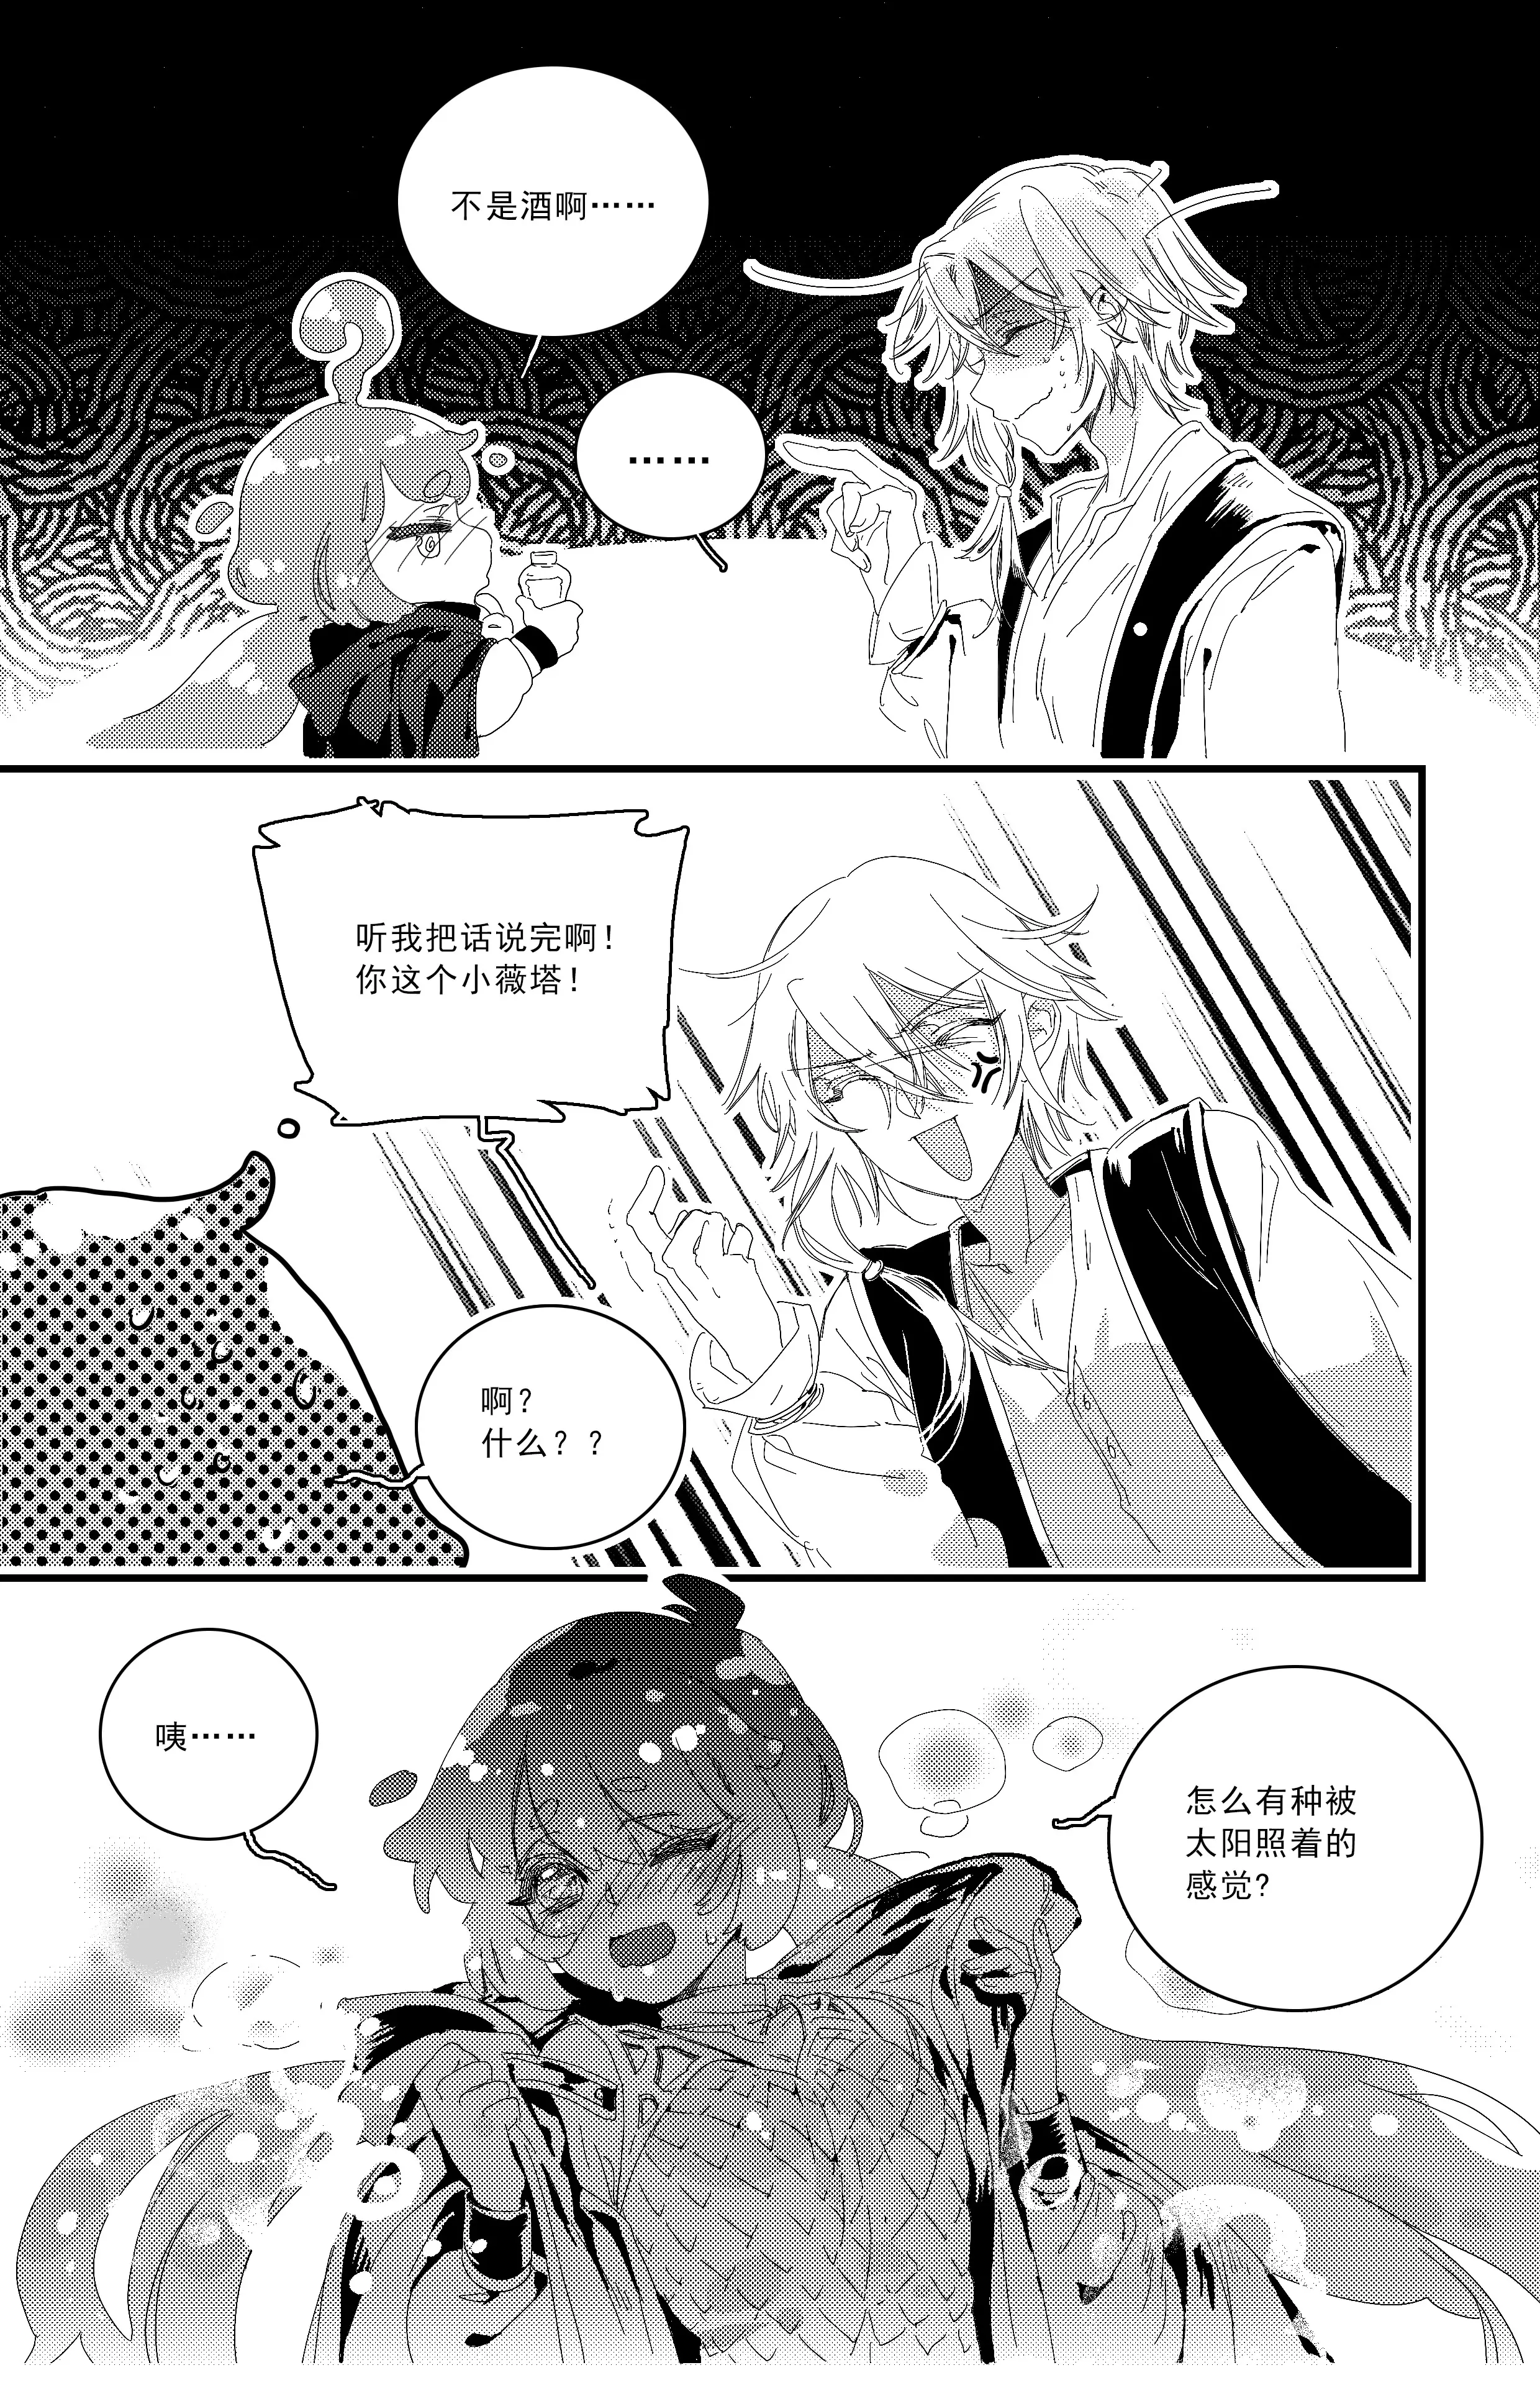 不是酒啊……
……
听我把话说完啊！
你这个小薇塔！
啊？
什么？？
咦……
怎么有种被
太阳照着的
感觉？